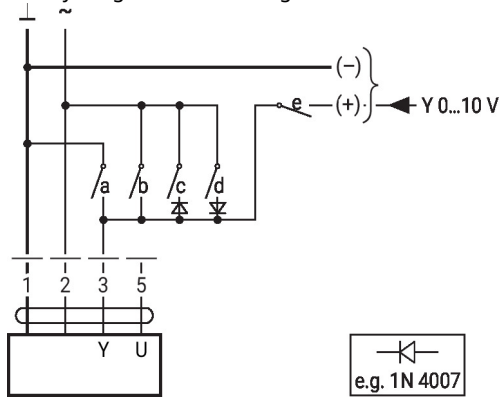 ⊥ ~
(–)
e (+) Y 0...10 V
a b c d
1 2 3 5
Y U
e.g. 1N 4007